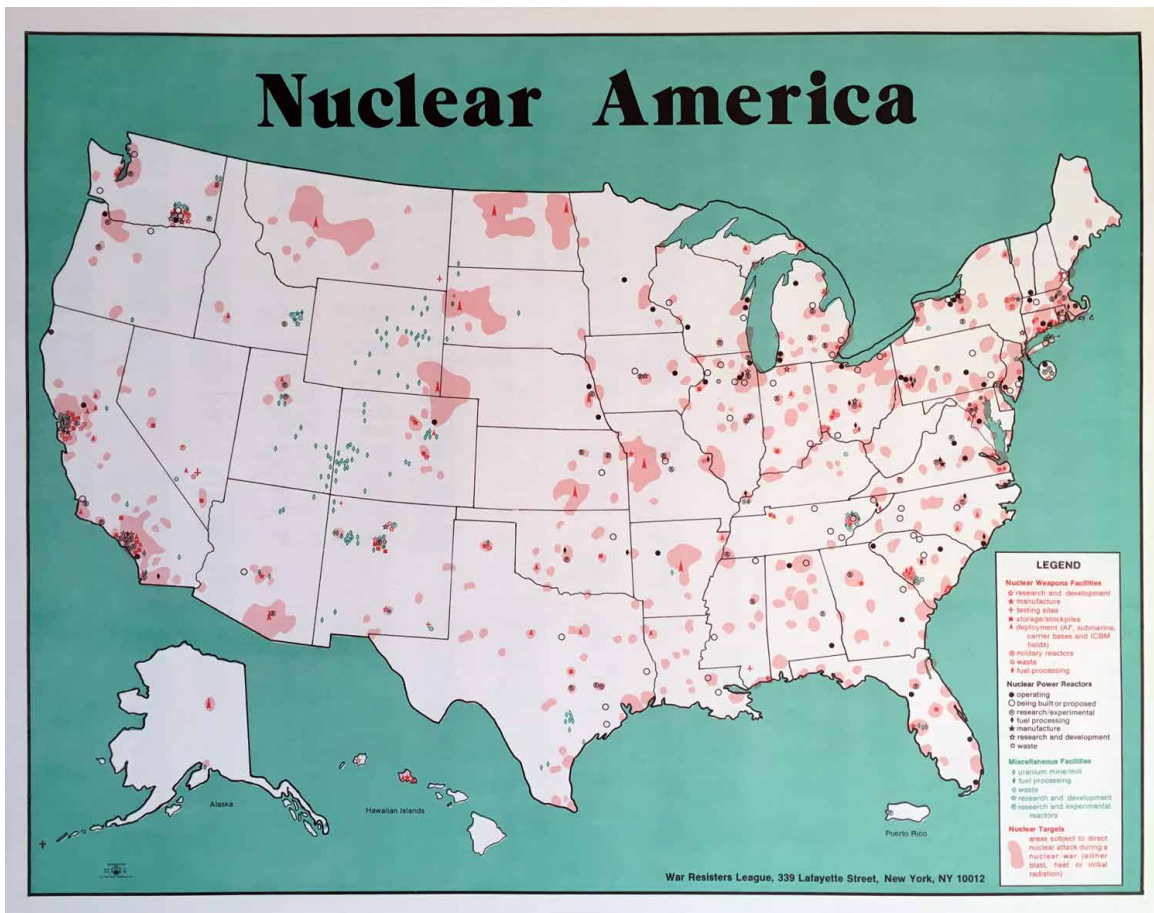 Nuclear America
Alaska
Hawaiian Islands
Puerto Rico
War Resisters League, 339 Lafayette Street, New York, NY 10012
LEGEND
Nuclear Weapons Facilities
research and development
manufacture
testing sites
storage/stockpiles
deployment (AF, submarine,
carrier bases and ICBM
fields)
military reactors
waste
fuel processing
Nuclear Power Reactors
operating
being built or proposed
research/experimental
fuel processing
manufacture
research and development
waste
Miscellaneous Facilities
uranium mine/mill
fuel processing
waste
research and development
research and experimental
reactors
Nuclear Targets
areas subject to direct
nuclear attack during a
nuclear war (either
blast, heat or initial
radiation)